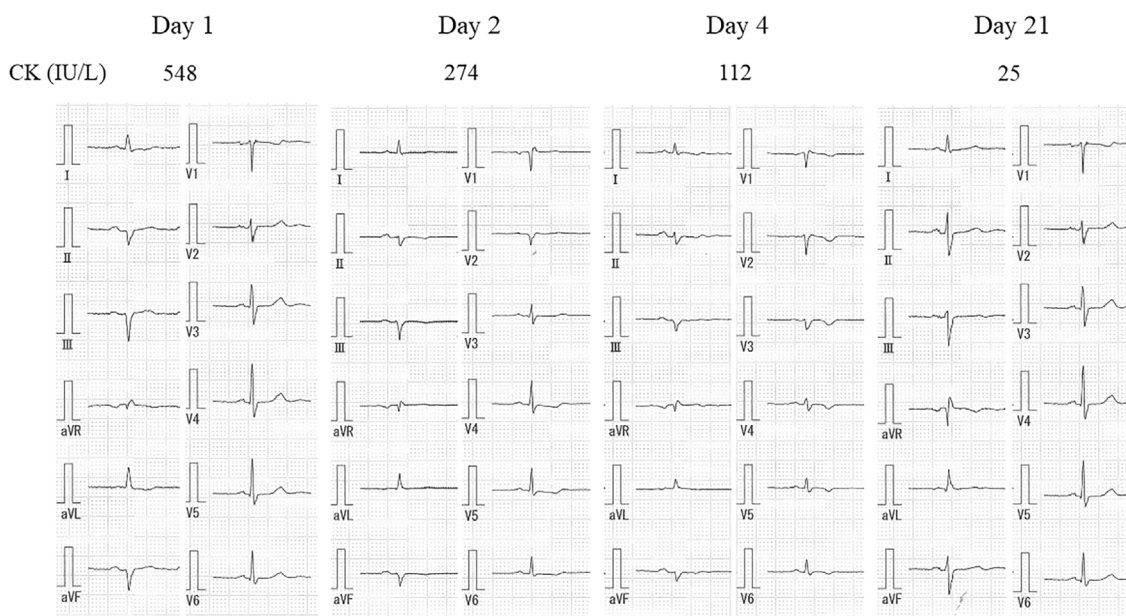 Day 1 Day 2 Day 4 Day 21
CK (IU/L) 548 274 112 25
I V1 I V1 I V1 I V1
II V2 II V2 II V2 II V2
III V3 III V3 III V3 III V3
aVR V4 aVR V4 aVR V4 aVR V4
aVL V5 aVL V5 aVL V5 aVL V5
aVF V6 aVF V6 aVF V6 aVF V6